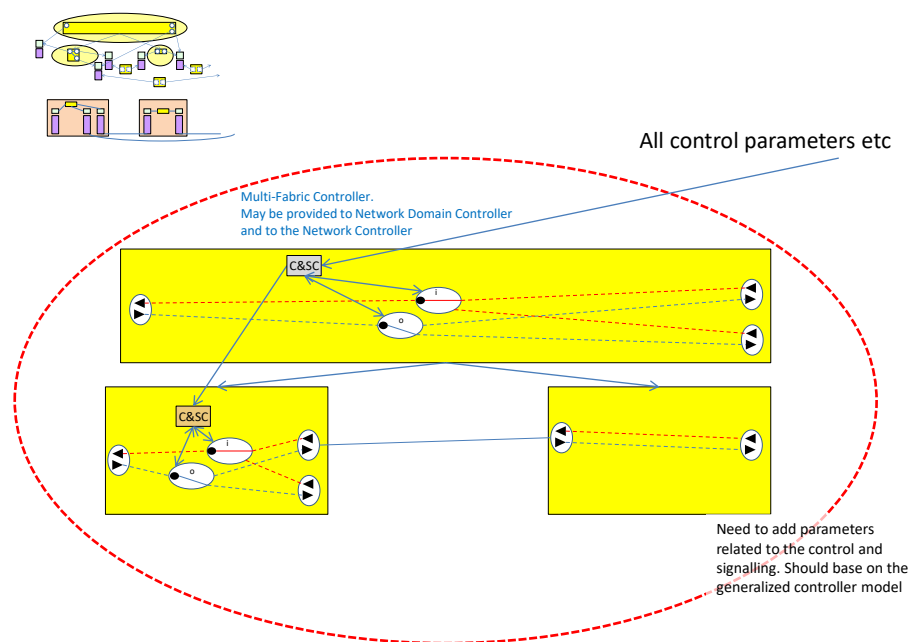 All control parameters etc
Multi-Fabric Controller.
May be provided to Network Domain Controller
and to the Network Controller
C&SC
i
o
C&SC
i
o
Need to add parameters
related to the control and
signalling. Should base on the
generalized controller model